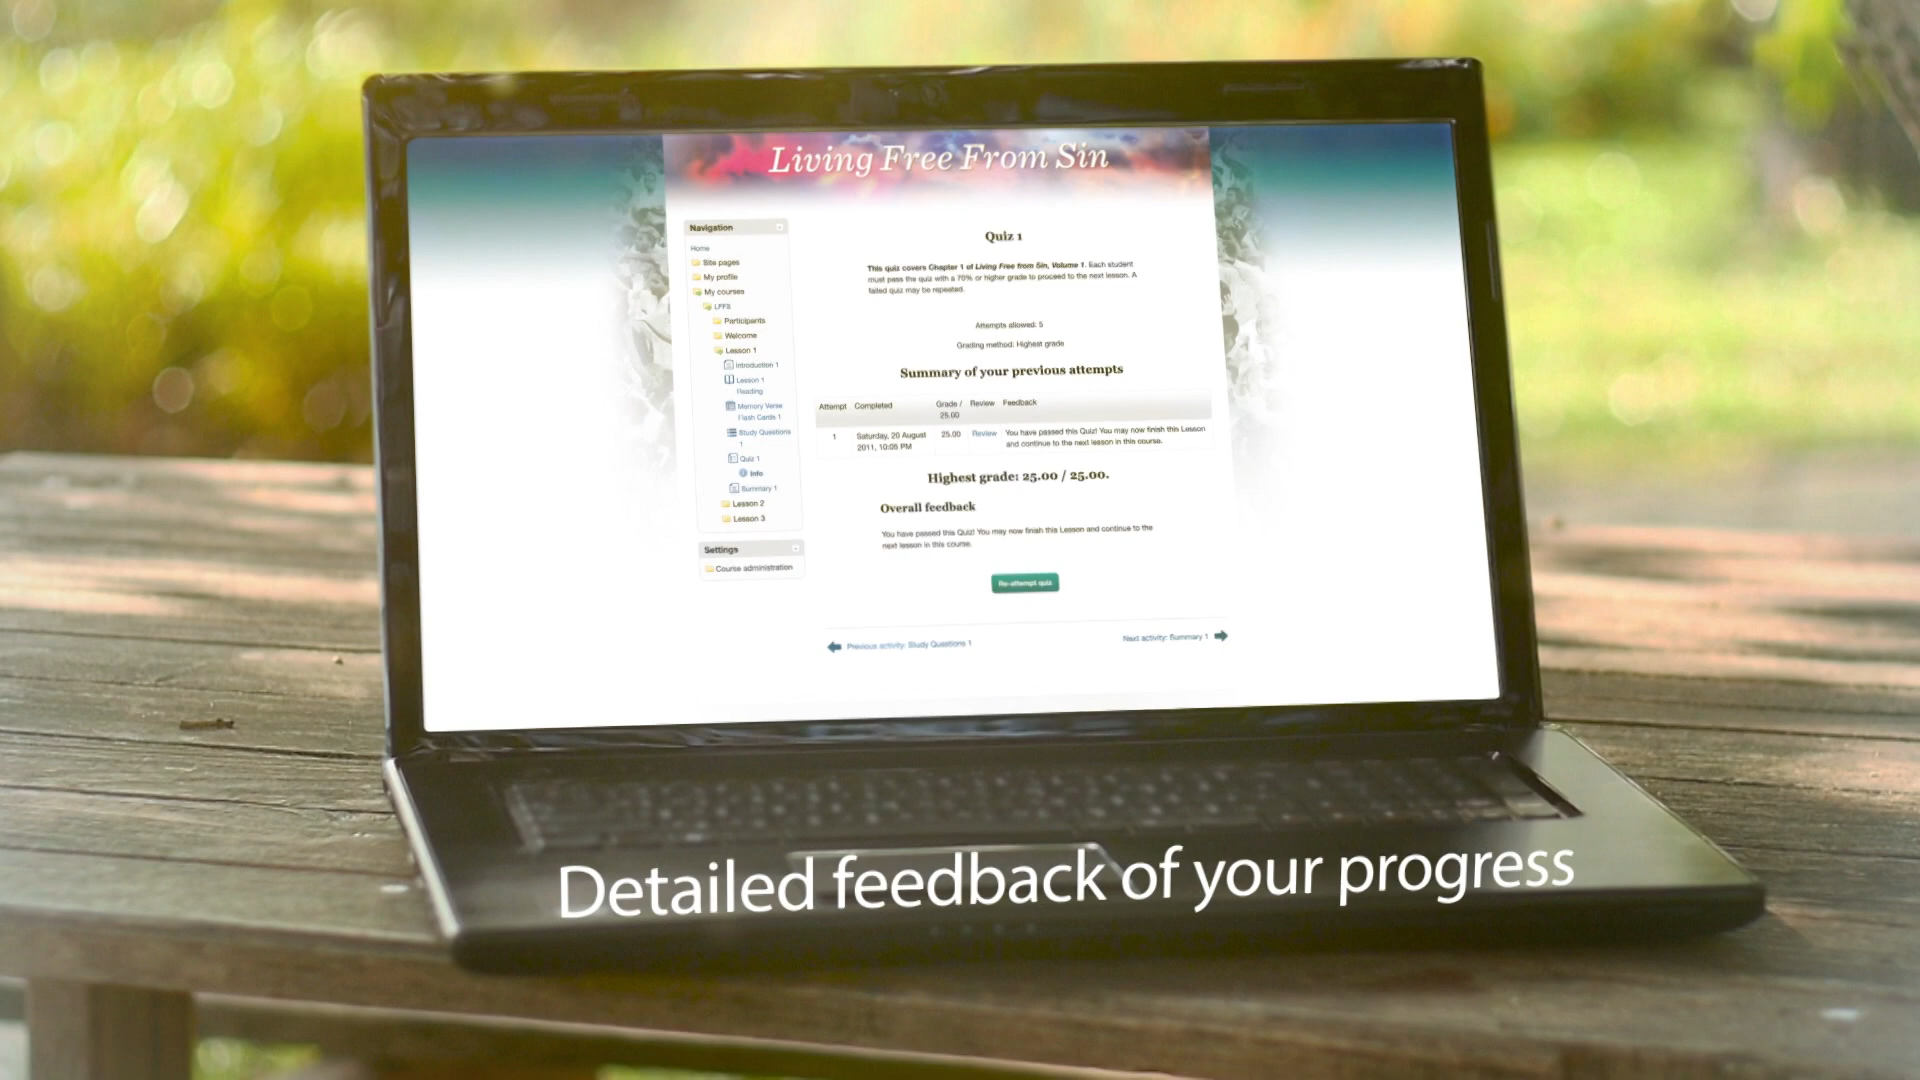 Living Free From Sin
Navigation
Home
Site pages
My profile
My courses
LFFS
Participants
Welcome
Lesson 1
Introduction 1
Lesson 1
Reading
Memory Verse
Flash Cards 1
Study Questions
1
Quiz 1
Info
Summary 1
Lesson 2
Lesson 3
Settings
Course administration
Quiz 1
This quiz covers Chapter 1 of Living Free from Sin, Volume 1. Each student
must pass the quiz with a 70% or higher grade to proceed to the next lesson. A
failed quiz may be repeated.
Attempts allowed: 5
Grading method: Highest grade
Summary of your previous attempts
Attempt Completed Grade / 25.00 Review Feedback
1 Saturday, 20 August 25.00 Review You have passed this Quiz! You may now finish this Lesson
2011, 10:05 PM and continue to the next lesson in this course.
Highest grade: 25.00 / 25.00.
Overall feedback
You have passed this Quiz! You may now finish this Lesson and continue to the
next lesson in this course.
Re-attempt quiz
Previous activity: Study Questions 1
Next activity: Summary 1
Detailed feedback of your progress